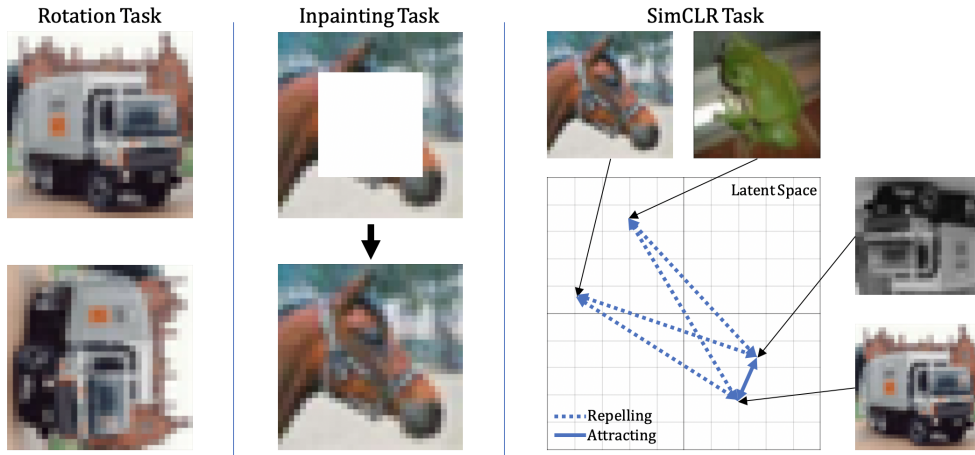 Rotation Task
Inpainting Task
SimCLR Task
Latent Space
Repelling
Attracting